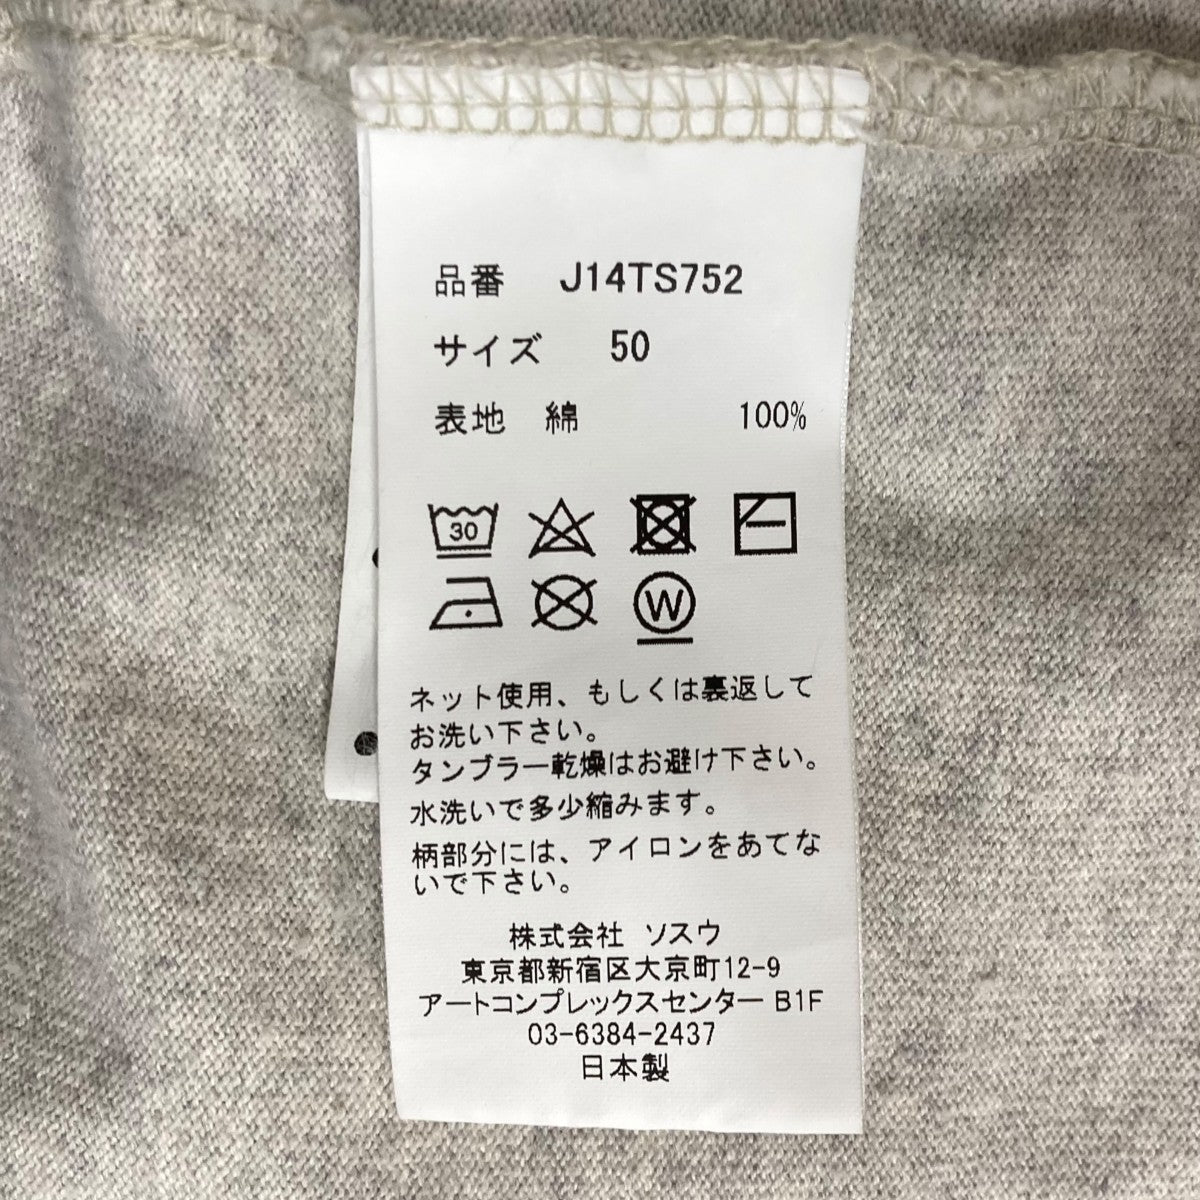 品番 J14TS752
サイズ 50
表地 綿 100%
30
W
ネット使用、もしくは裏返して
お洗い下さい。
タンブラー乾燥はお避け下さい。
水洗いで多少縮みます。
柄部分には、アイロンをあてな
いで下さい。
株式会社 ソスウ
東京都新宿区大京町12-9
アートコンプレックスセンター B1F
03-6384-2437
日本製